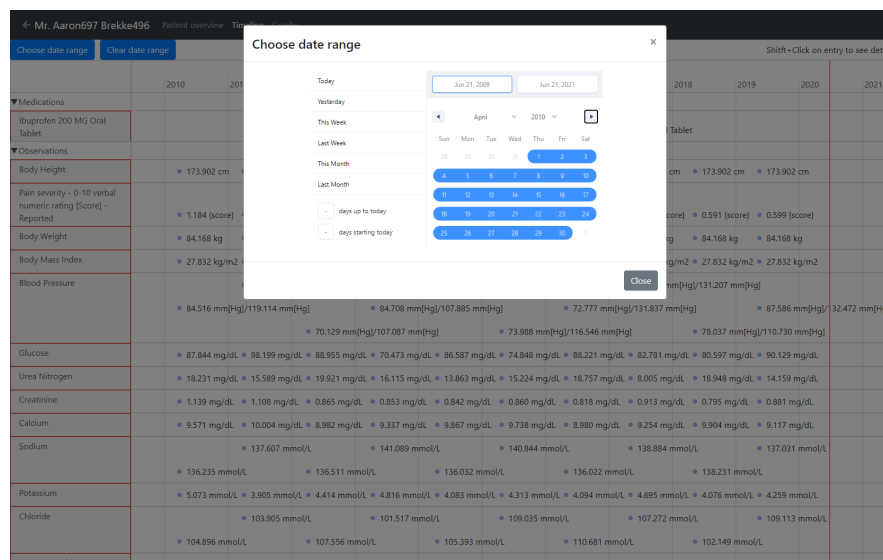 ← Mr. Aaron697 Brekke496 Patient overview Timeline Graphs
Choose date range Clear date range
Shitft+Click on entry to see det
Choose date range ×
Today
Yesterday
This Week
Last Week
This Month
Last Month
- days up to today
- days starting today
Jun 21, 2009 Jun 21, 2021
April 2010
Sun Mon Tue Wed Thu Fri Sat
28 29 30 31 1 2 3
4 5 6 7 8 9 10
11 12 13 14 15 16 17
18 19 20 21 22 23 24
25 26 27 28 29 30 1
Close
2010 201 2018 2019 2020 2021
▼Medications
Ibuprofen 200 MG Oral
Tablet
Tablet
▼Observations
Body Height 173.902 cm cm 173.902 cm 173.902 cm
Pain severity - 0-10 verbal
numeric rating [Score] -
Reported 1.184 (score) core) 0.591 (score) 0.599 (score)
Body Weight 84.168 kg kg 84.168 kg 84.168 kg
Body Mass Index 27.832 kg/m2 kg/m2 27.832 kg/m2 27.832 kg/m2
Blood Pressure mm[Hg]/131.207 mm[Hg]
84.516 mm[Hg]/119.114 mm[Hg] 84.708 mm[Hg]/107.885 mm[Hg] 72.777 mm[Hg]/131.837 mm[Hg] 87.586 mm[Hg]/132.472 mm[H
70.129 mm[Hg]/107.087 mm[Hg] 73.988 mm[Hg]/116.546 mm[Hg] 78.037 mm[Hg]/110.730 mm[Hg]
Glucose 87.844 mg/dL 98.199 mg/dL 88.955 mg/dL 70.473 mg/dL 86.587 mg/dL 74.848 mg/dL 88.221 mg/dL 82.781 mg/dL 80.597 mg/dL 90.129 mg/dL
Urea Nitrogen 18.231 mg/dL 15.589 mg/dL 19.921 mg/dL 16.115 mg/dL 13.863 mg/dL 15.224 mg/dL 18.757 mg/dL 8.005 mg/dL 18.948 mg/dL 14.159 mg/dL
Creatinine 1.139 mg/dL 1.108 mg/dL 0.865 mg/dL 0.853 mg/dL 0.842 mg/dL 0.860 mg/dL 0.818 mg/dL 0.913 mg/dL 0.795 mg/dL 0.881 mg/dL
Calcium 9.571 mg/dL 10.004 mg/dL 8.982 mg/dL 9.337 mg/dL 9.867 mg/dL 9.738 mg/dL 8.980 mg/dL 9.254 mg/dL 9.904 mg/dL 9.117 mg/dL
Sodium 137.607 mmol/L 141.089 mmol/L 140.844 mmol/L 138.884 mmol/L 137.031 mmol/L
136.235 mmol/L 136.511 mmol/L 136.032 mmol/L 136.022 mmol/L 138.231 mmol/L
Potassium 5.073 mmol/L 3.905 mmol/L 4.414 mmol/L 4.816 mmol/L 4.083 mmol/L 4.313 mmol/L 4.094 mmol/L 4.695 mmol/L 4.076 mmol/L 4.259 mmol/L
Chloride 103.905 mmol/L 101.517 mmol/L 109.035 mmol/L 107.272 mmol/L 109.113 mmol/L
104.896 mmol/L 107.556 mmol/L 105.393 mmol/L 110.681 mmol/L 102.149 mmol/L